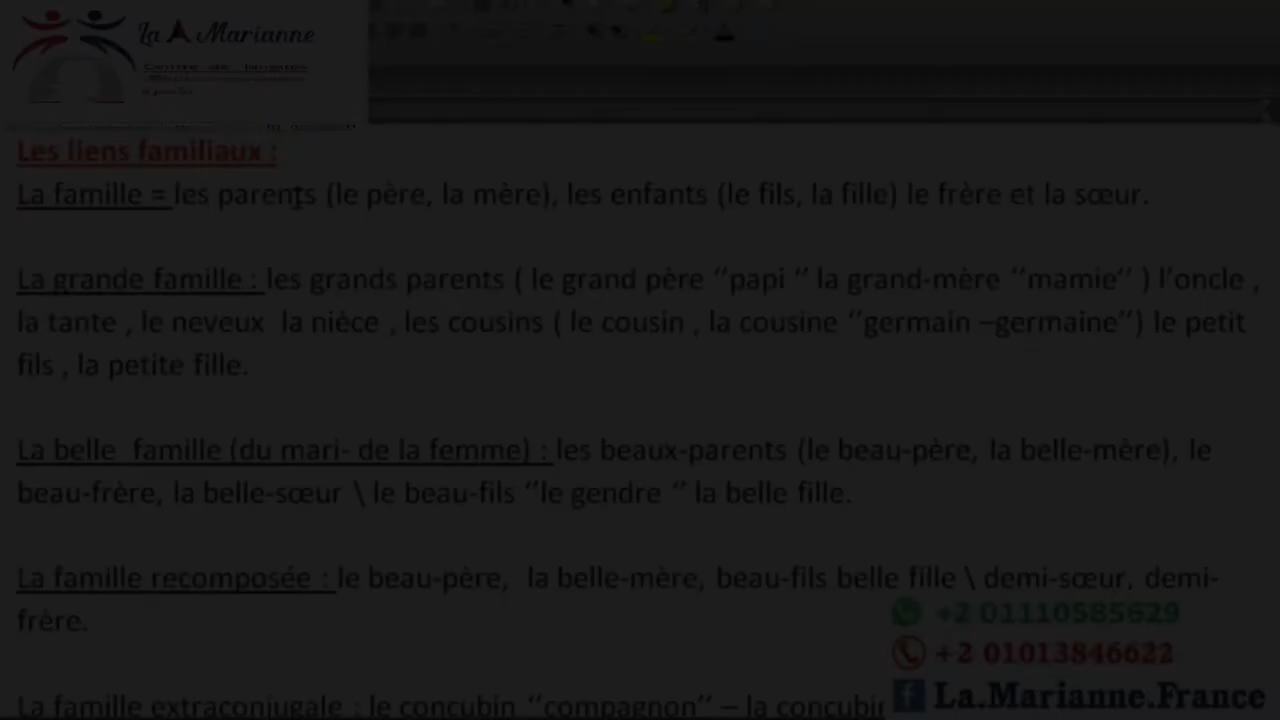 La Marianne
Centre de langues
Les liens familiaux :
La famille = les parents (le père, la mère), les enfants (le fils, la fille) le frère et la sœur.
La grande famille : les grands parents ( le grand père ‘’papi ‘’ la grand-mère ‘’mamie’’ ) l’oncle ,
la tante , le neveux la nièce , les cousins ( le cousin , la cousine ‘’germain –germaine’’) le petit
fils , la petite fille.
La belle famille (du mari- de la femme) : les beaux-parents (le beau-père, la belle-mère), le
beau-frère, la belle-sœur \ le beau-fils ‘’le gendre ‘’ la belle fille.
La famille recomposée : le beau-père, la belle-mère, beau-fils belle fille \ demi-sœur, demi-
frère.
+2 01110585629
+2 01013846622
La famille extraconjugale : le concubin ‘’compagnon’’ – la concubin
La.Marianne.France